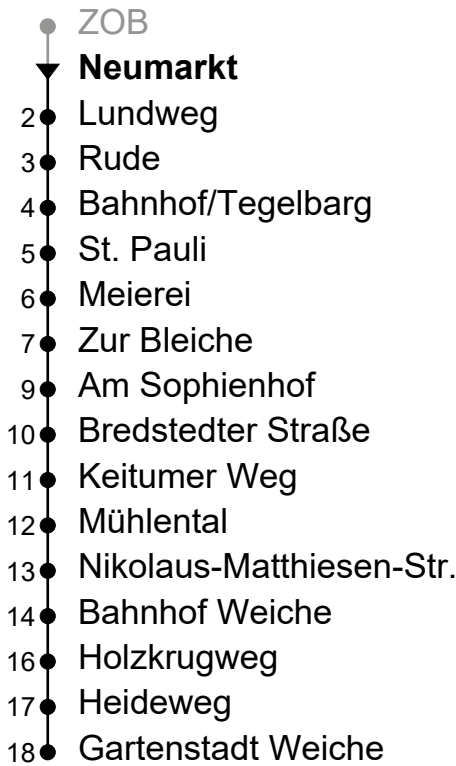 ZOB
Neumarkt
2 Lundweg
3 Rude
4 Bahnhof/Tegelbarg
5 St. Pauli
6 Meierei
7 Zur Bleiche
9 Am Sophienhof
10 Bredstedter Straße
11 Keitumer Weg
12 Mühlental
13 Nikolaus-Matthiesen-Str.
14 Bahnhof Weiche
16 Holzkrugweg
17 Heideweg
18 Gartenstadt Weiche